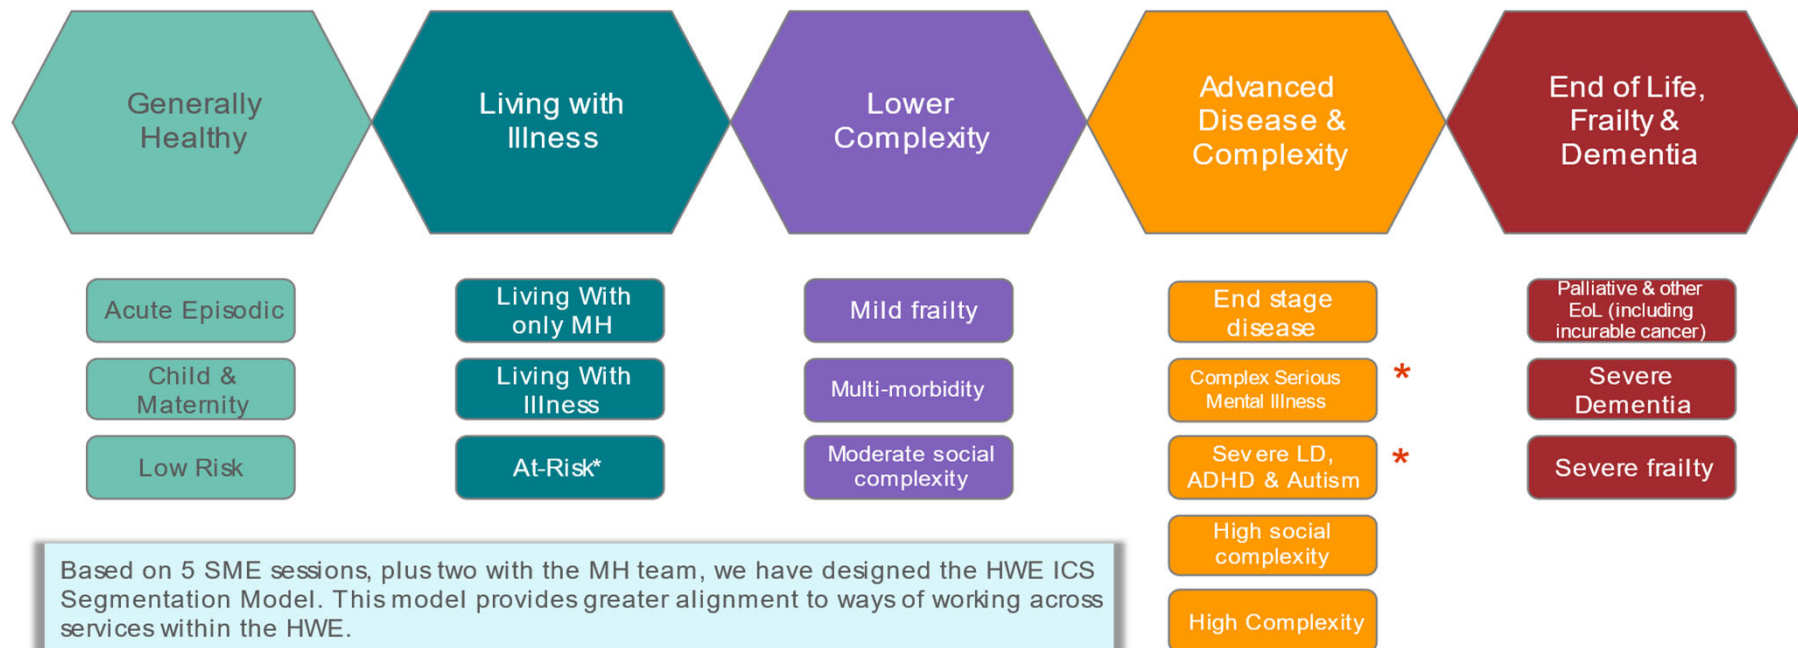 Generally
Healthy
Living with
Illness
Lower
Complexity
Advanced
Disease &
Complexity
End of Life,
Frailty &
Dementia
Acute Episodic
Child &
Maternity
Low Risk
Living With
only MH
Living With
Illness
At-Risk*
Mild frailty
Multi-morbidity
Moderate social
complexity
End stage
disease
Complex Serious
Mental Illness
*
Severe LD,
ADHD & Autism
*
High social
complexity
High Complexity
Palliative & other
EoL (including
incurable cancer)
Severe
Dementia
Severe frailty
Based on 5 SME sessions, plus two with the MH team, we have designed the HWE ICS
Segmentation Model. This model provides greater alignment to ways of working across
services within the HWE.